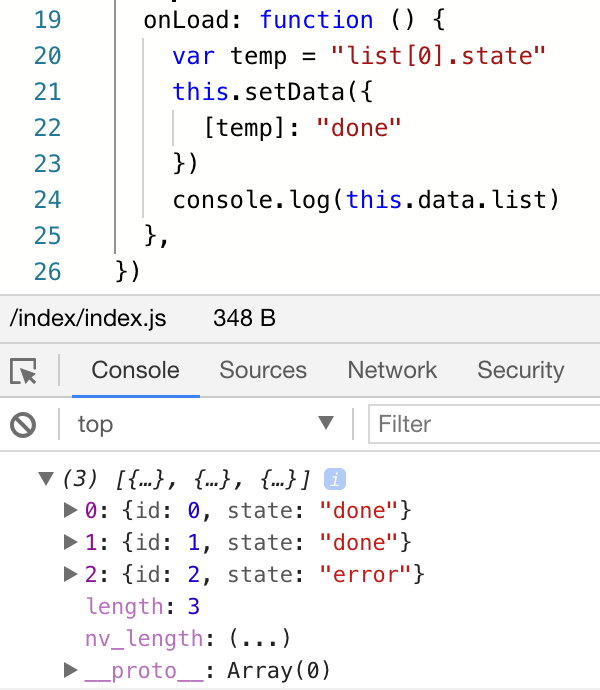 19 onLoad: function () {
20 var temp = "list[0].state"
21 this.setData({
22 [temp]: "done"
23 })
24 console.log(this.data.list)
25 },
26 })
/index/index.js 348 B
Console Sources Network Security
top Filter
(3) [{…}, {…}, {…}] i
0: {id: 0, state: "done"}
1: {id: 1, state: "done"}
2: {id: 2, state: "error"}
length: 3
nv_length: (...)
__proto__: Array(0)